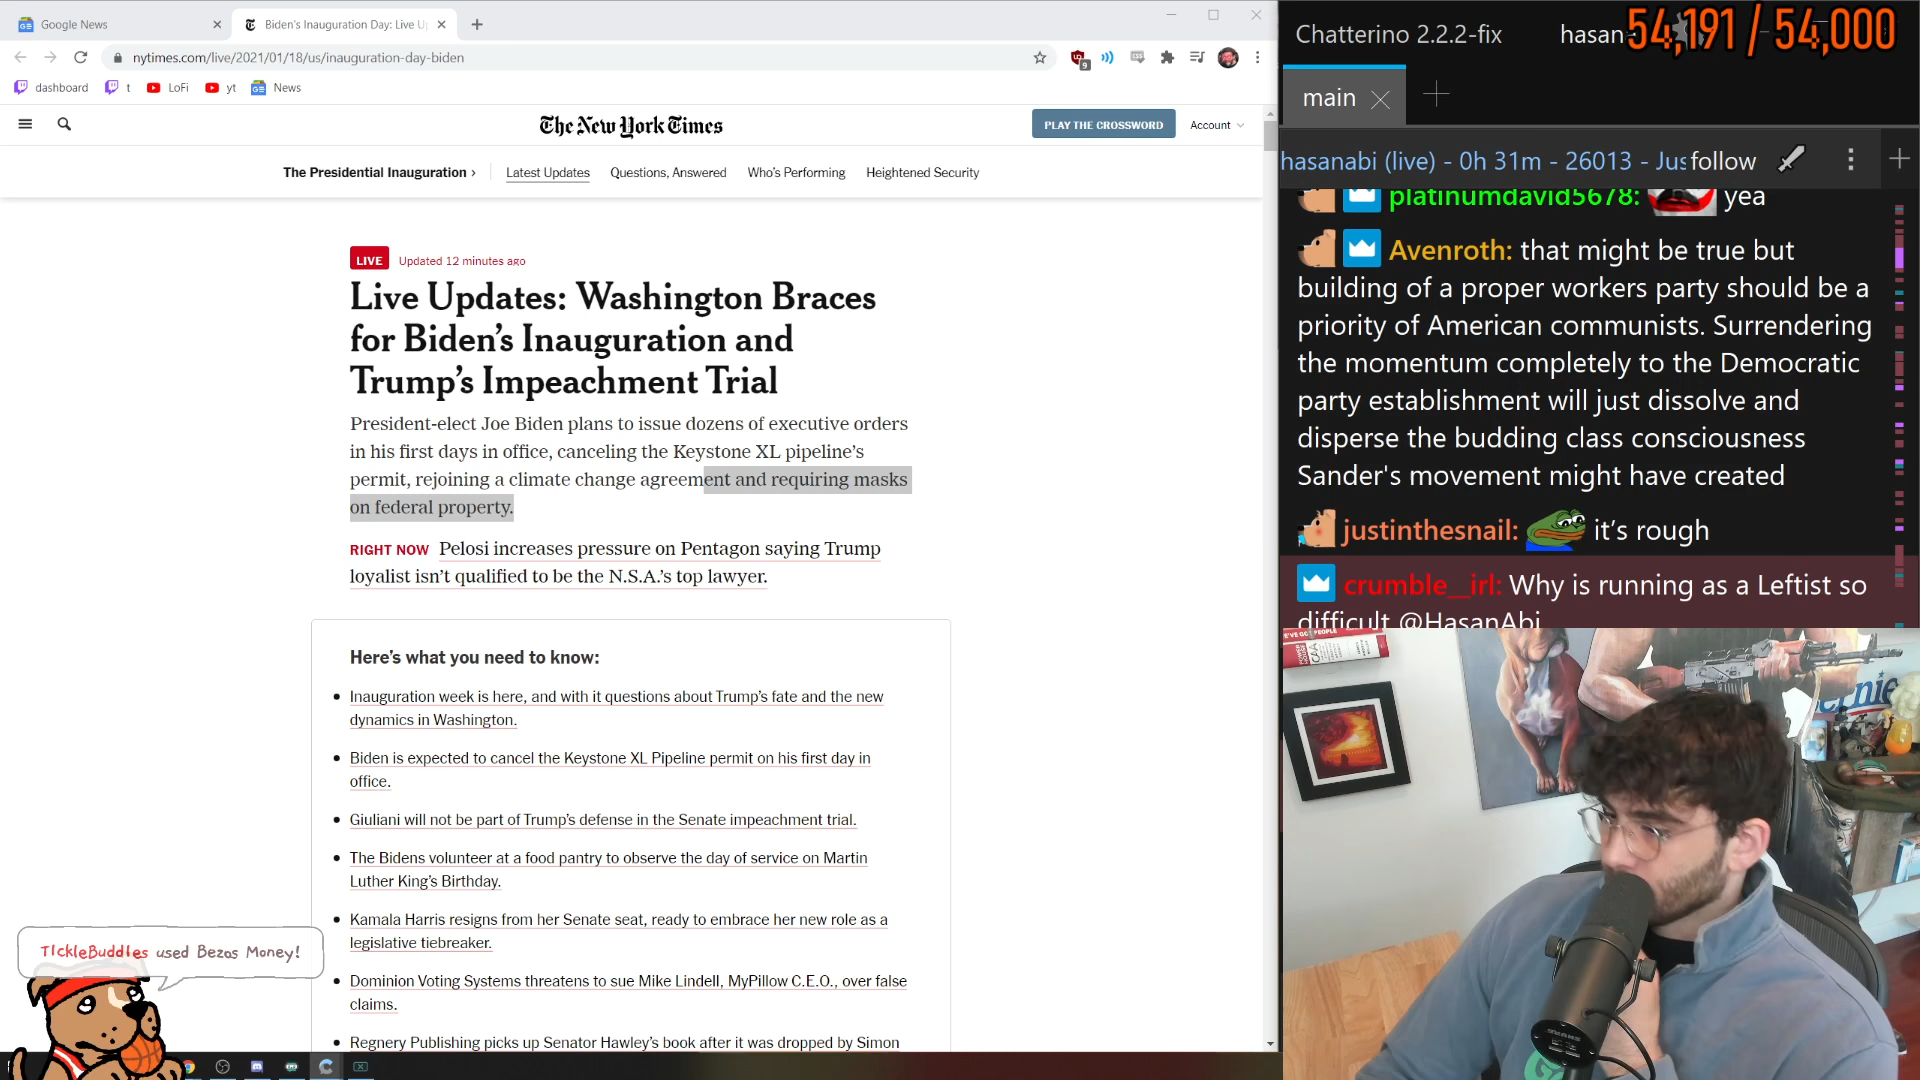 Google News
Biden's Inauguration Day: Live U
nytimes.com/live/2021/01/18/us/inauguration-day-biden
9
dashboard
t
LoFi
yt
News
The New York Times
PLAY THE CROSSWORD
Account
The Presidential Inauguration ›
Latest Updates
Questions, Answered
Who's Performing
Heightened Security
LIVE
Updated 12 minutes ago
Live Updates: Washington Braces
for Biden's Inauguration and
Trump's Impeachment Trial
President-elect Joe Biden plans to issue dozens of executive orders
in his first days in office, canceling the Keystone XL pipeline's
permit, rejoining a climate change agreement and requiring masks
on federal property.
RIGHT NOW Pelosi increases pressure on Pentagon saying Trump
loyalist isn't qualified to be the N.S.A.'s top lawyer.
Here's what you need to know:
Inauguration week is here, and with it questions about Trump's fate and the new
dynamics in Washington.
Biden is expected to cancel the Keystone XL Pipeline permit on his first day in
office.
Giuliani will not be part of Trump's defense in the Senate impeachment trial.
The Bidens volunteer at a food pantry to observe the day of service on Martin
Luther King's Birthday.
Kamala Harris resigns from her Senate seat, ready to embrace her new role as a
legislative tiebreaker.
Dominion Voting Systems threatens to sue Mike Lindell, MyPillow C.E.O., over false
claims.
Regnery Publishing picks up Senator Hawley's book after it was dropped by Simon
TickleBuddies used Bezos Money!
Chatterino 2.2.2-fix
hasan
54,191 / 54,000
main
hasanabi (live) - 0h 31m - 26013 - Jus
follow
platinumdavid5678: yea
Avenroth: that might be true but
building of a proper workers party should be a
priority of American communists. Surrendering
the momentum completely to the Democratic
party establishment will just dissolve and
disperse the budding class consciousness
Sander's movement might have created
justinthesnail: it's rough
crumble__irl: Why is running as a Leftist so
difficult @HasanAbi